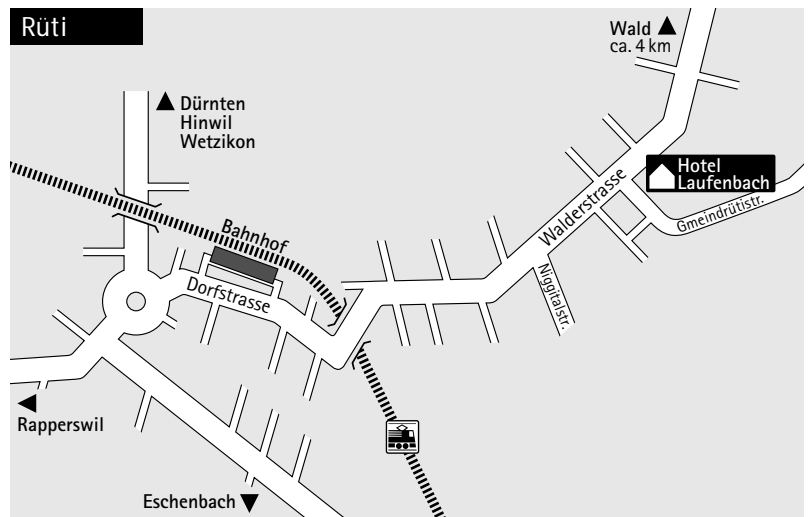 Rüti
Wald
ca. 4 km
Dürnten
Hinwil
Wetzikon
Hotel
Laufenbach
Walderstrasse
Gmeindrütistr.
Bahnhof
Dorfstrasse
Niggitalstr.
Rapperswil
Eschenbach